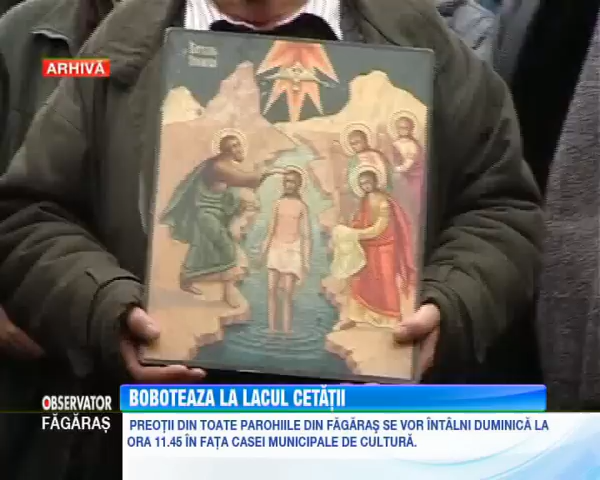 ARHIVĂ
OBSERVATOR
FĂGĂRAȘ
BOBOTEAZA LA LACUL CETĂȚII
PREOȚII DIN TOATE PAROHIILE DIN FĂGĂRAȘ SE VOR ÎNTÂLNI DUMINICĂ LA
ORA 11.45 ÎN FAȚA CASEI MUNICIPALE DE CULTURĂ.